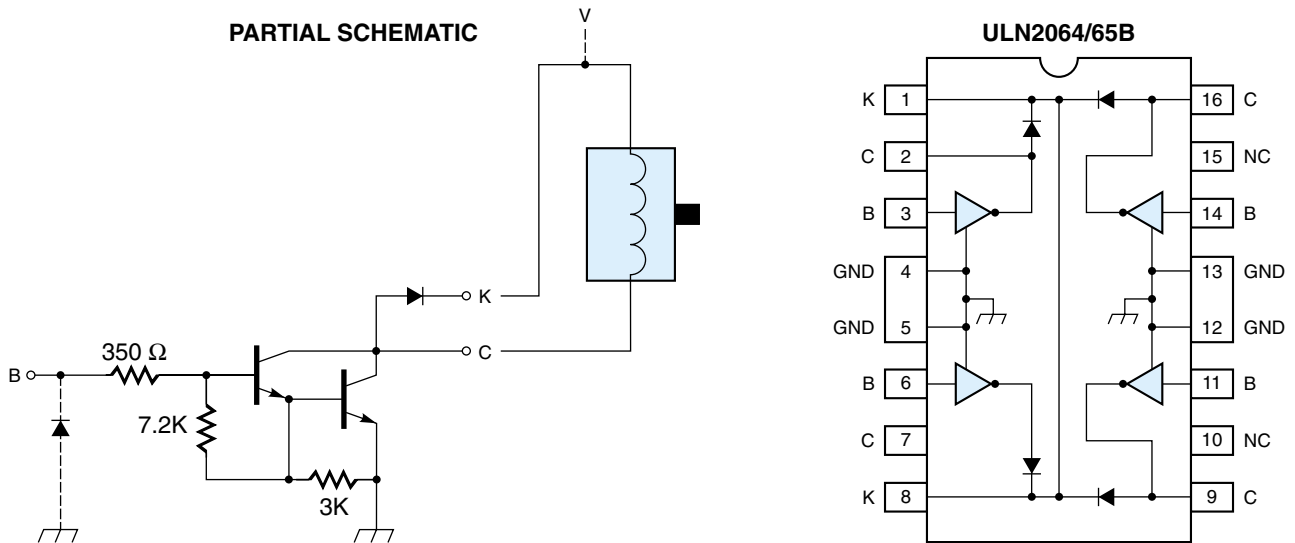 PARTIAL SCHEMATIC
V
K
C
B
350 Ω
7.2K
3K
ULN2064/65B
K 1
C 2
B 3
GND 4
GND 5
B 6
C 7
K 8
16 C
15 NC
14 B
13 GND
12 GND
11 B
10 NC
9 C